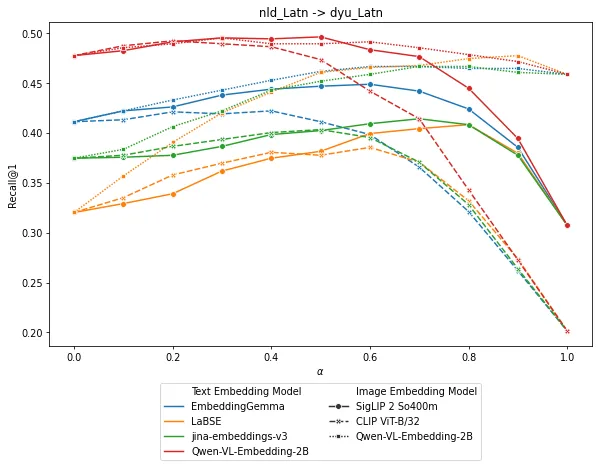 nld_Latn -> dyu_Latn
Recall@1
0.50
0.45
0.40
0.35
0.30
0.25
0.20
0.0 0.2 0.4 0.6 0.8 1.0
α
Text Embedding Model
EmbeddingGemma
LaBSE
jina-embeddings-v3
Qwen-VL-Embedding-2B
Image Embedding Model
SigLIP 2 So400m
CLIP ViT-B/32
Qwen-VL-Embedding-2B